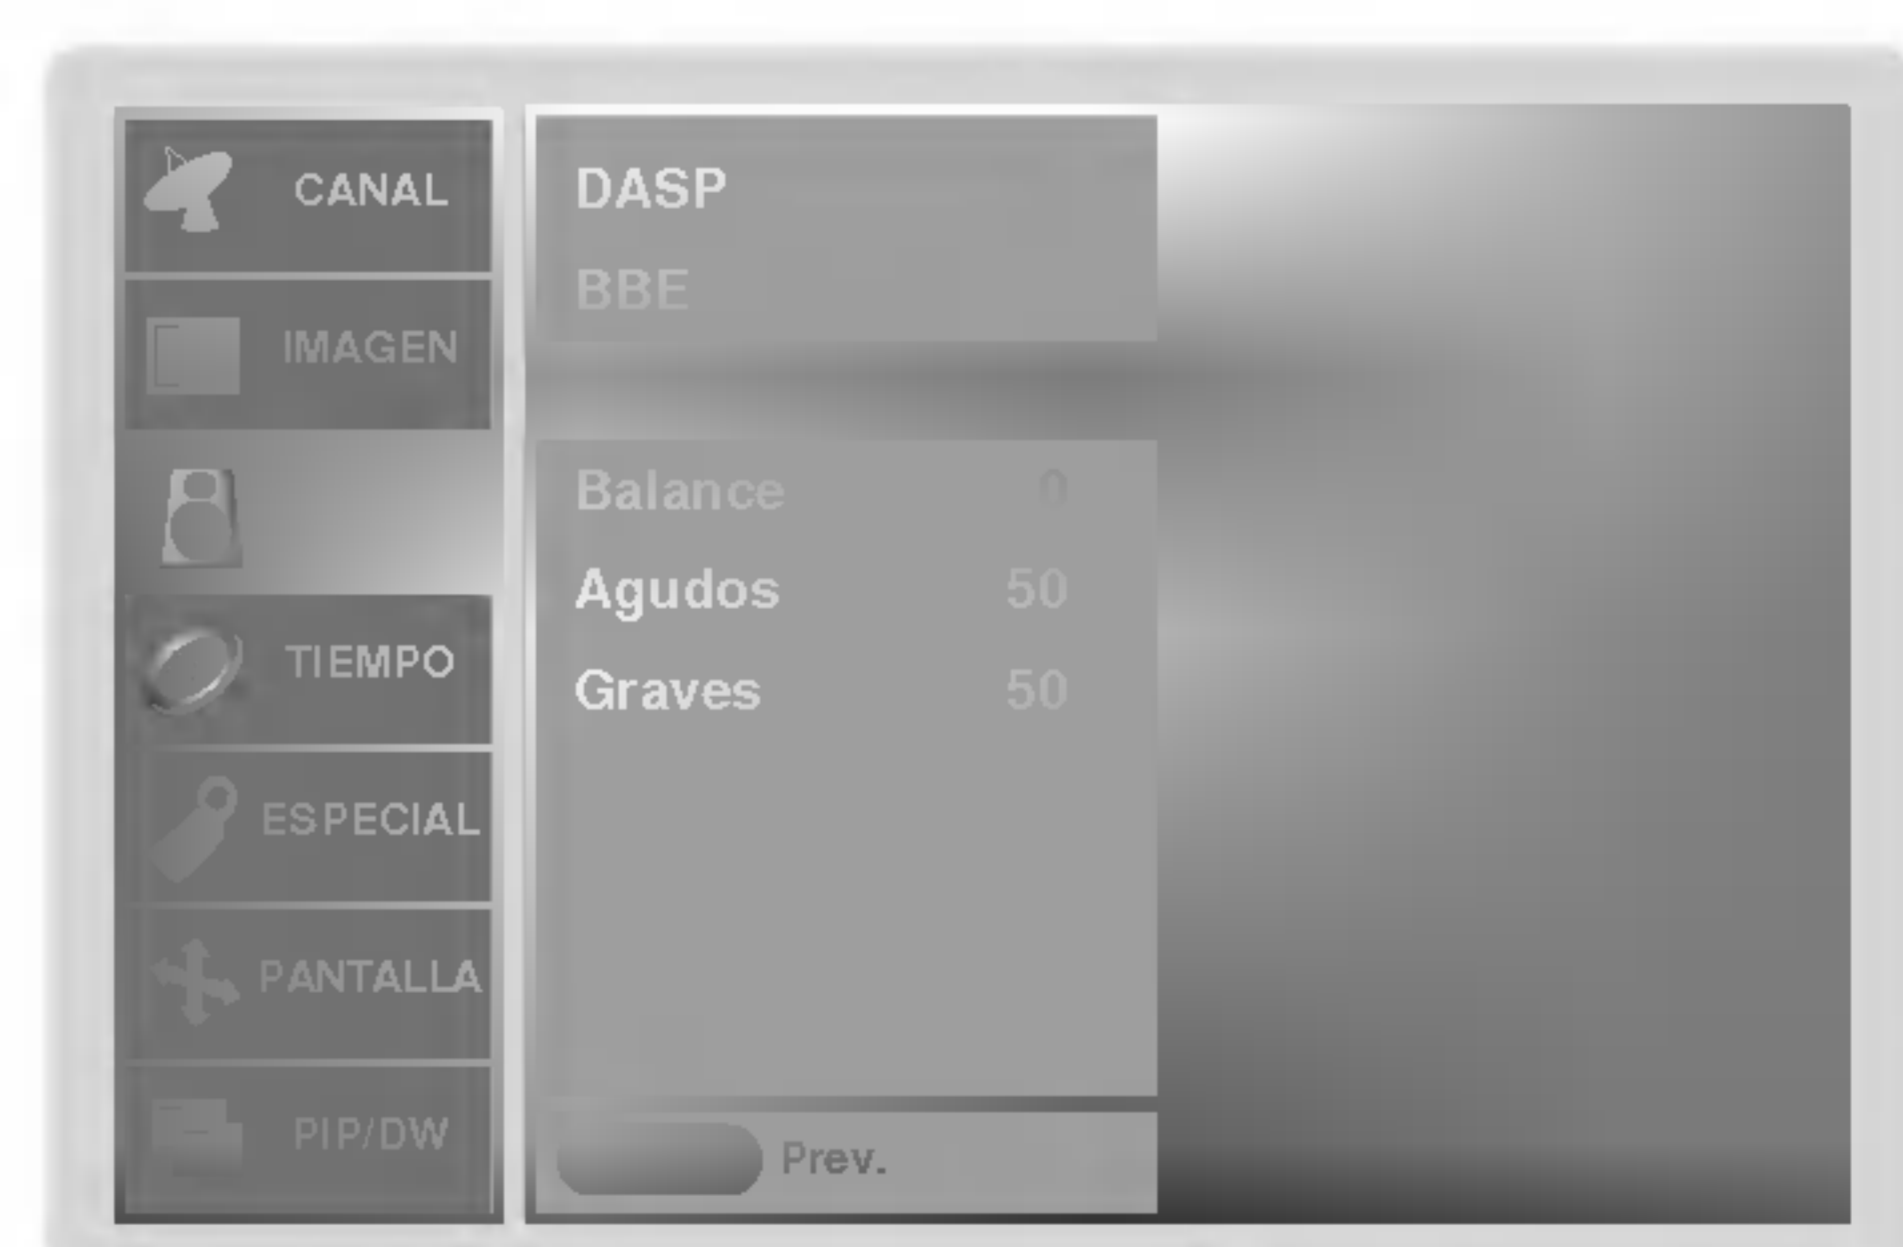 CANAL
IMAGEN
TIEMPO
ESPECIAL
PANTALLA
PIP/DW
DASP
BBE
Balance 0
Agudos 50
Graves 50
Prev.